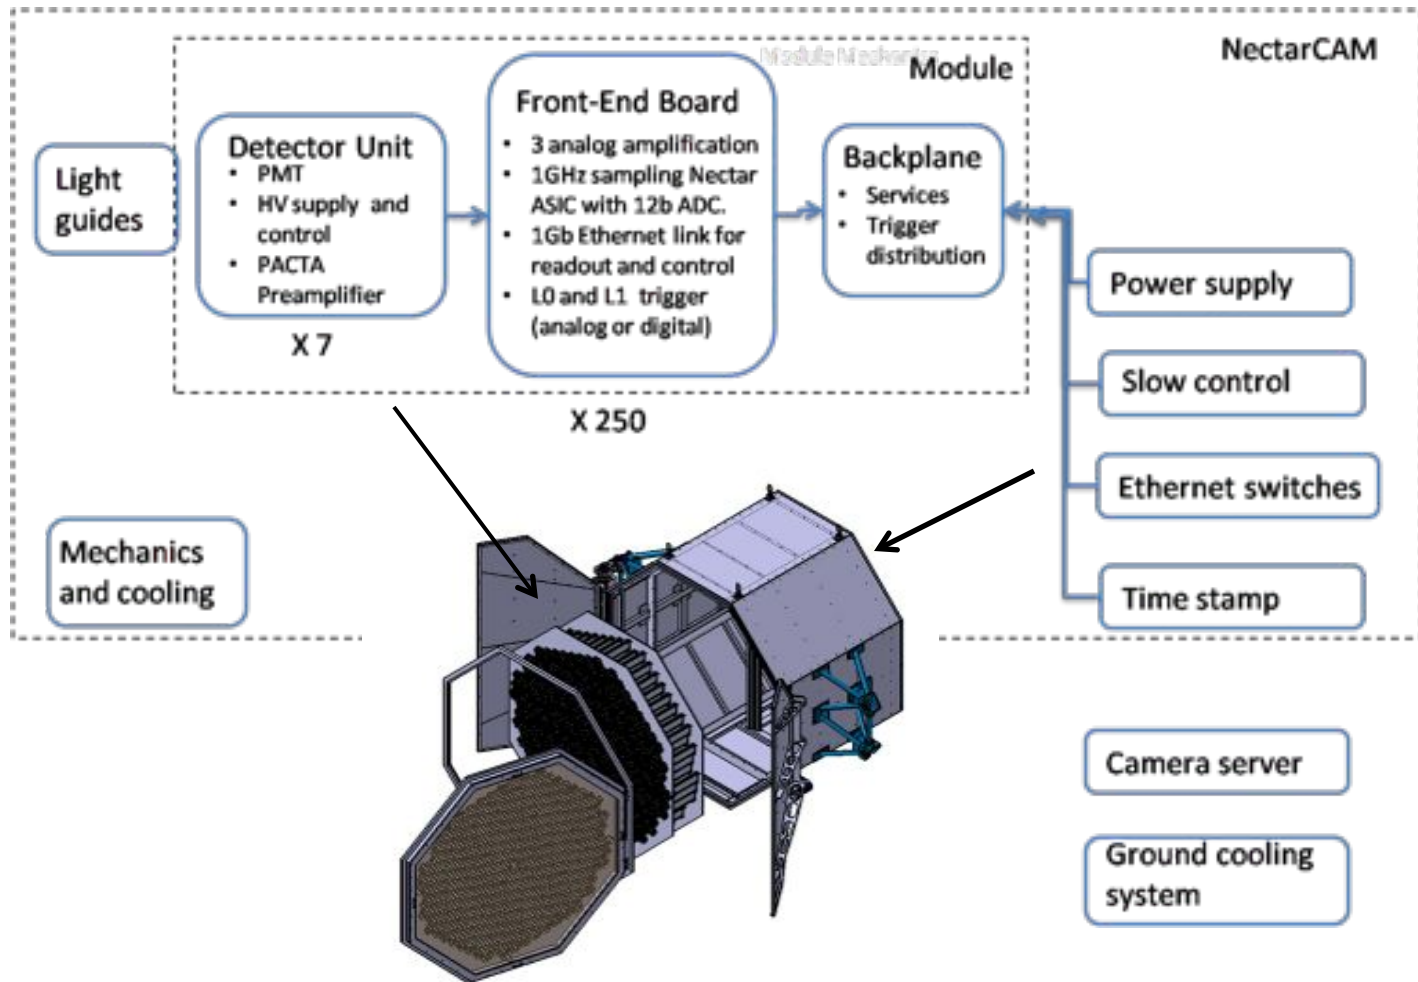 NectarCAM
Module Mechanics
Module
Light
guides
Detector Unit
• PMT
• HV supply and
control
• PACTA
Preamplifier
X 7
Front-End Board
• 3 analog amplification
• 1GHz sampling Nectar
ASIC with 12b ADC.
• 1Gb Ethernet link for
readout and control
• L0 and L1 trigger
(analog or digital)
Backplane
• Services
• Trigger
distribution
X 250
Power supply
Slow control
Ethernet switches
Time stamp
Mechanics
and cooling
Camera server
Ground cooling
system